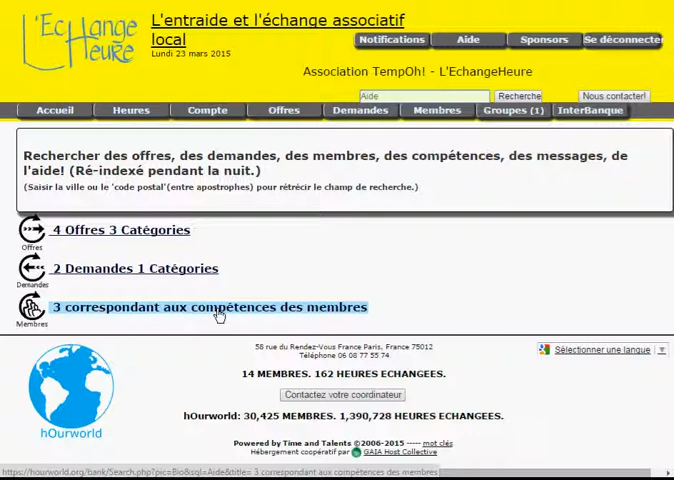 L'EcHange Heure
L'entraide et l'échange associatif
local
Lundi 23 mars 2015
Notifications Aide Sponsors Se déconnecter
Association TempOh! - L'EchangeHeure
Aide Recherche Nous contacter!
Accueil Heures Compte Offres Demandes Membres Groupes (1) InterBanque
Rechercher des offres, des demandes, des membres, des compétences, des messages, de
l'aide! (Ré-indexé pendant la nuit.)
(Saisir la ville ou le 'code postal'(entre apostrophes) pour rétrécir le champ de recherche.)
4 Offres 3 Catégories
Offres
2 Demandes 1 Catégories
Demandes
3 correspondant aux compétences des membres
Membres
58 rue du Rendez-Vous France Paris, France 75012
Téléphone 06 08 77 55 74
Sélectionner une langue
14 MEMBRES. 162 HEURES ECHANGEES.
Contactez votre coordinateur
hOurworld: 30,425 MEMBRES. 1,390,728 HEURES ECHANGEES.
hOurworld
Powered by Time and Talents ©2006-2015 ----- mot clés
Hébergement coopératif par GAIA Host Collective
https://hourworld.org/bank/Search.php?pic=Bio&sql=Aide&title= 3 correspondant aux compétences des membres